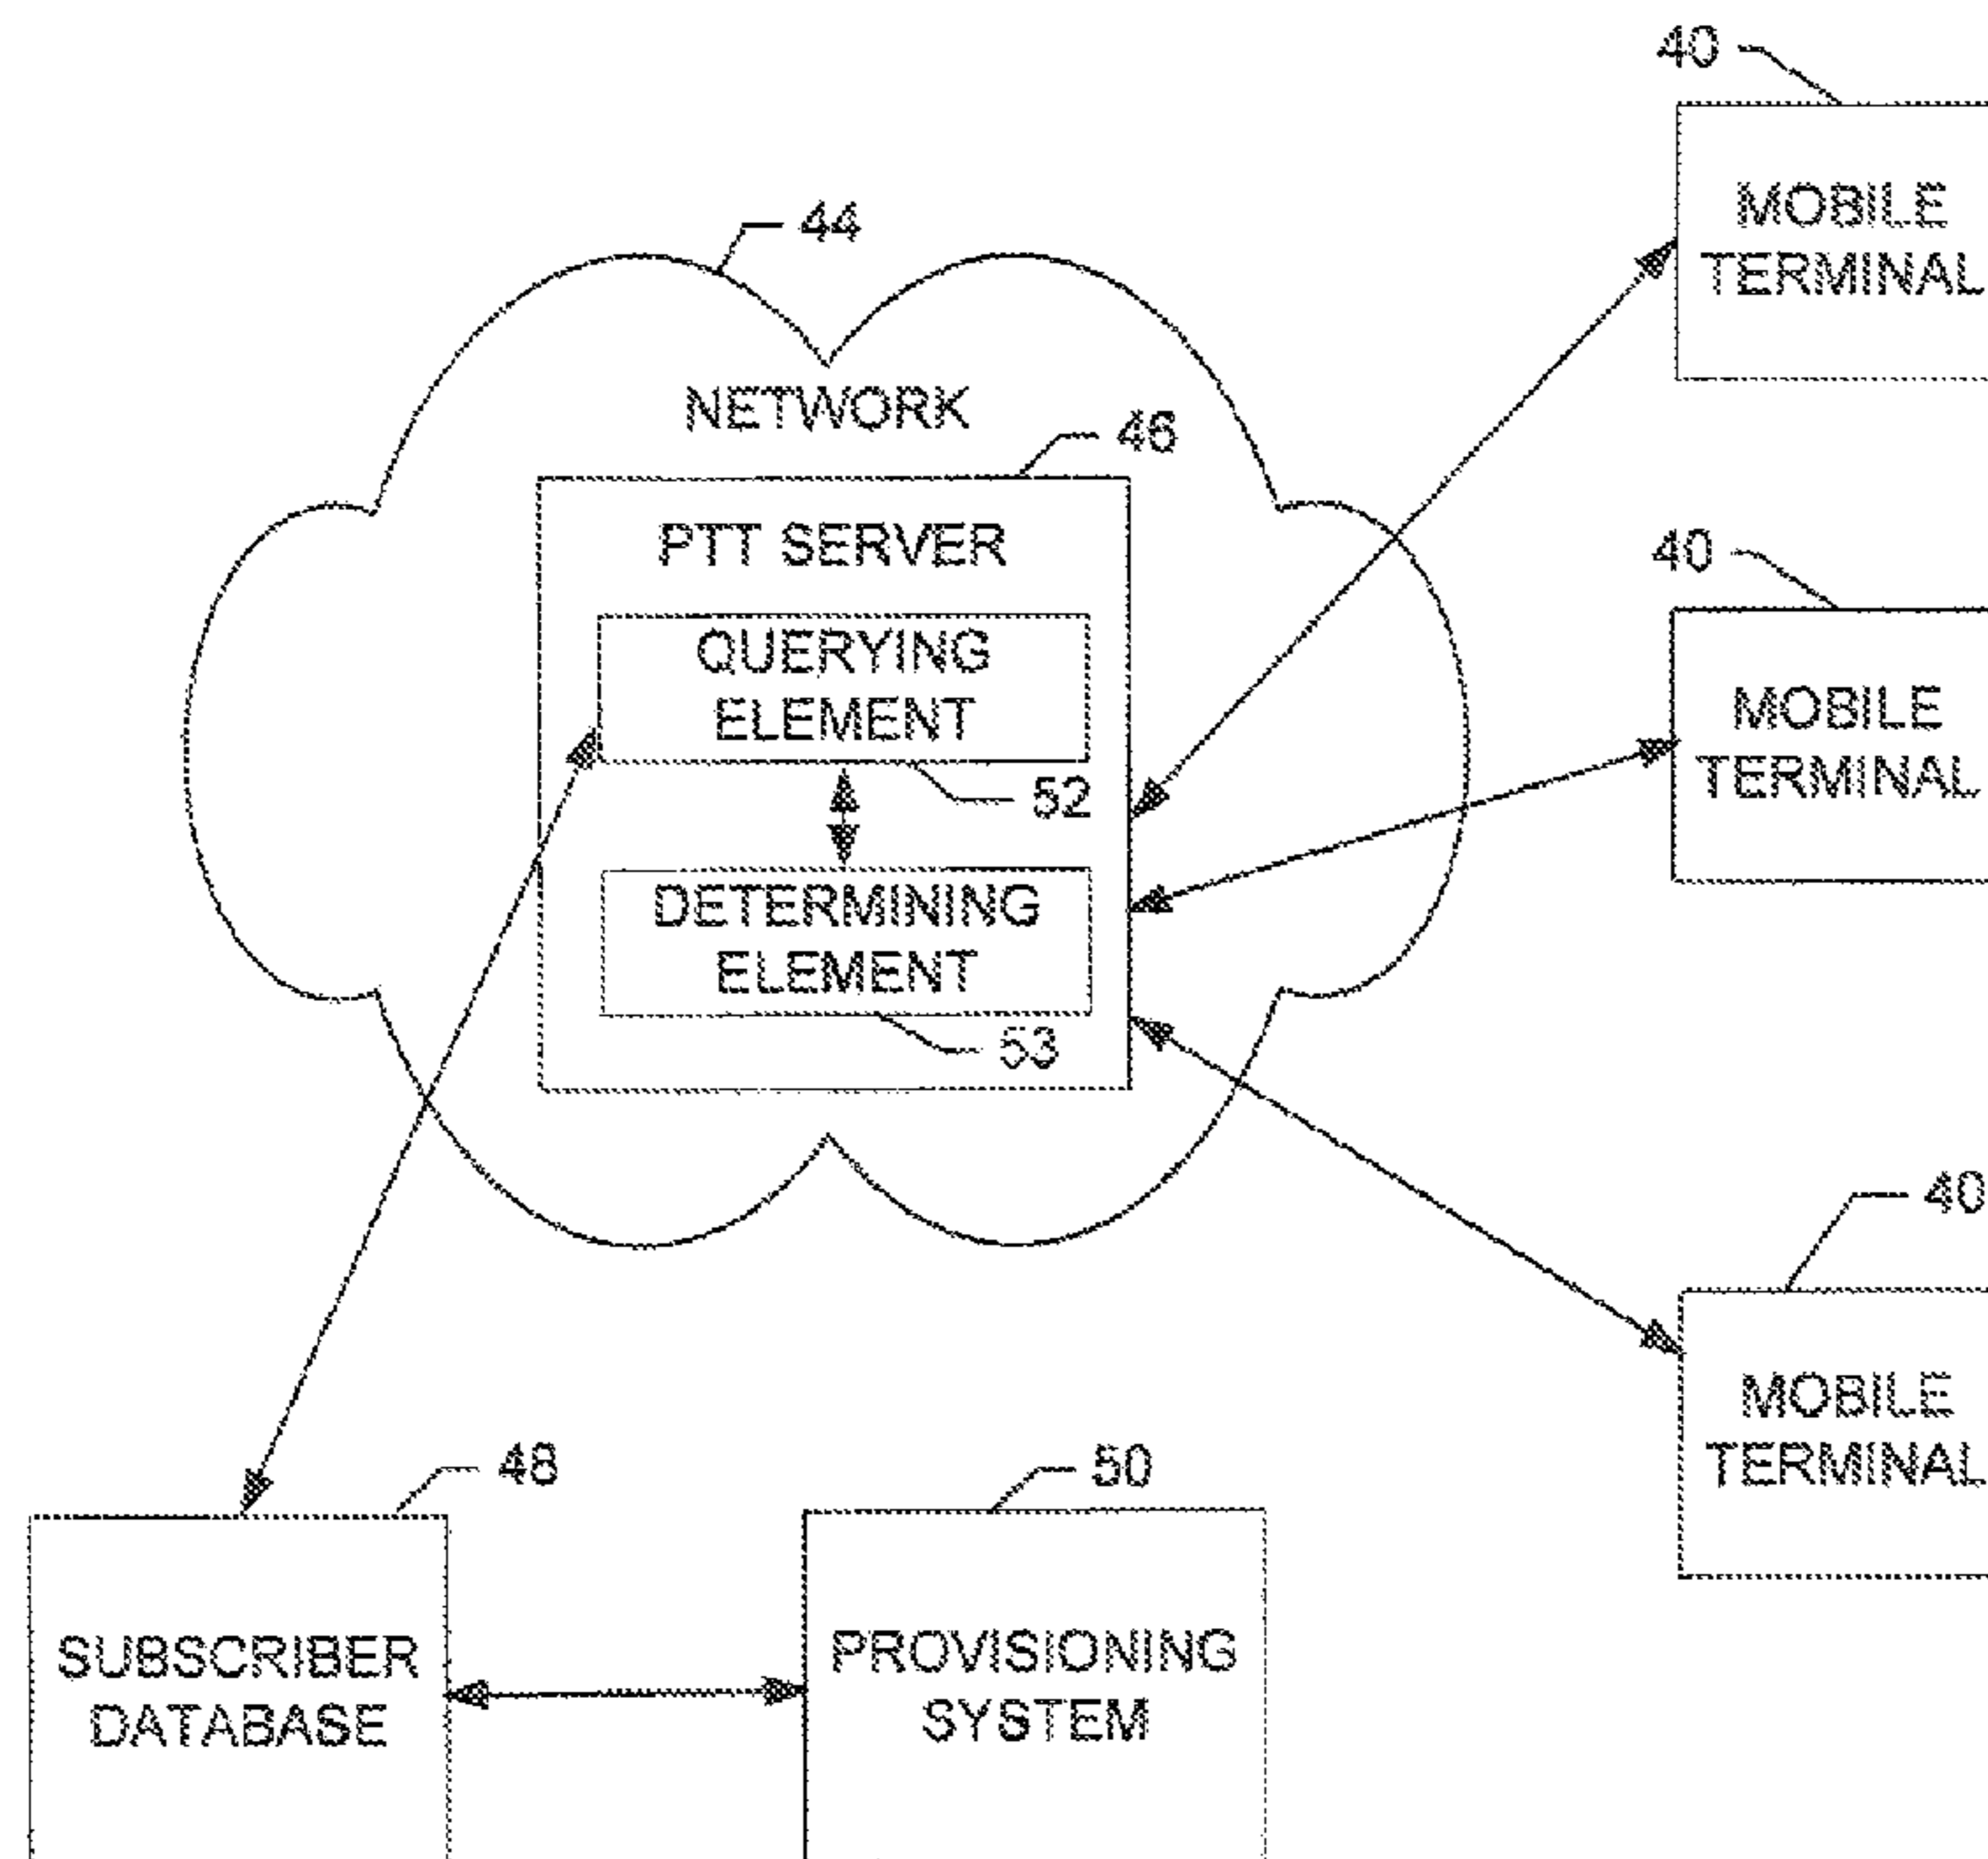 40
MOBILE
TERMINAL
44
NETWORK
46
PTT SERVER
40
QUERYING
ELEMENT
MOBILE
TERMINAL
52
DETERMINING
ELEMENT
53
40
MOBILE
TERMINAL
48
50
SUBSCRIBER
DATABASE
PROVISIONING
SYSTEM